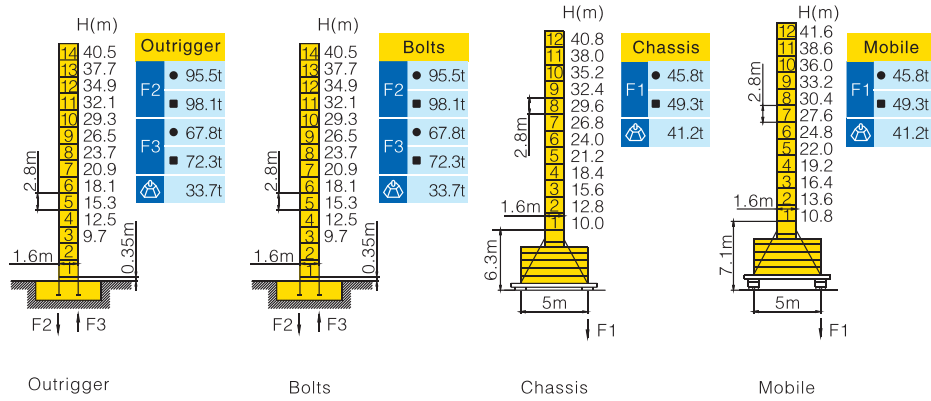 H(m)
14 40.5
13 37.7
12 34.9
11 32.1
10 29.3
9 26.5
8 23.7
7 20.9
6 18.1
5 15.3
4 12.5
3 9.7
2
1
2.8m
1.6m
0.35m
F2 F3
Outrigger
Outrigger
F2
95.5t
98.1t
F3
67.8t
72.3t
33.7t
H(m)
14 40.5
13 37.7
12 34.9
11 32.1
10 29.3
9 26.5
8 23.7
7 20.9
6 18.1
5 15.3
4 12.5
3 9.7
2
1
2.8m
1.6m
0.35m
F2 F3
Bolts
Bolts
F2
95.5t
98.1t
F3
67.8t
72.3t
33.7t
H(m)
12 40.8
11 38.0
10 35.2
9 32.4
8 29.6
7 26.8
6 24.0
5 21.2
4 18.4
3 15.6
2 12.8
1 10.0
2.8m
1.6m
6.3m
5m
F1
Chassis
Chassis
F1
45.8t
49.3t
41.2t
H(m)
12 41.6
11 38.6
10 36.0
9 33.2
8 30.4
7 27.6
6 24.8
5 22.0
4 19.2
3 16.4
2 13.6
1 10.8
2.8m
1.6m
7.1m
5m
F1
Mobile
Mobile
F1
45.8t
49.3t
41.2t